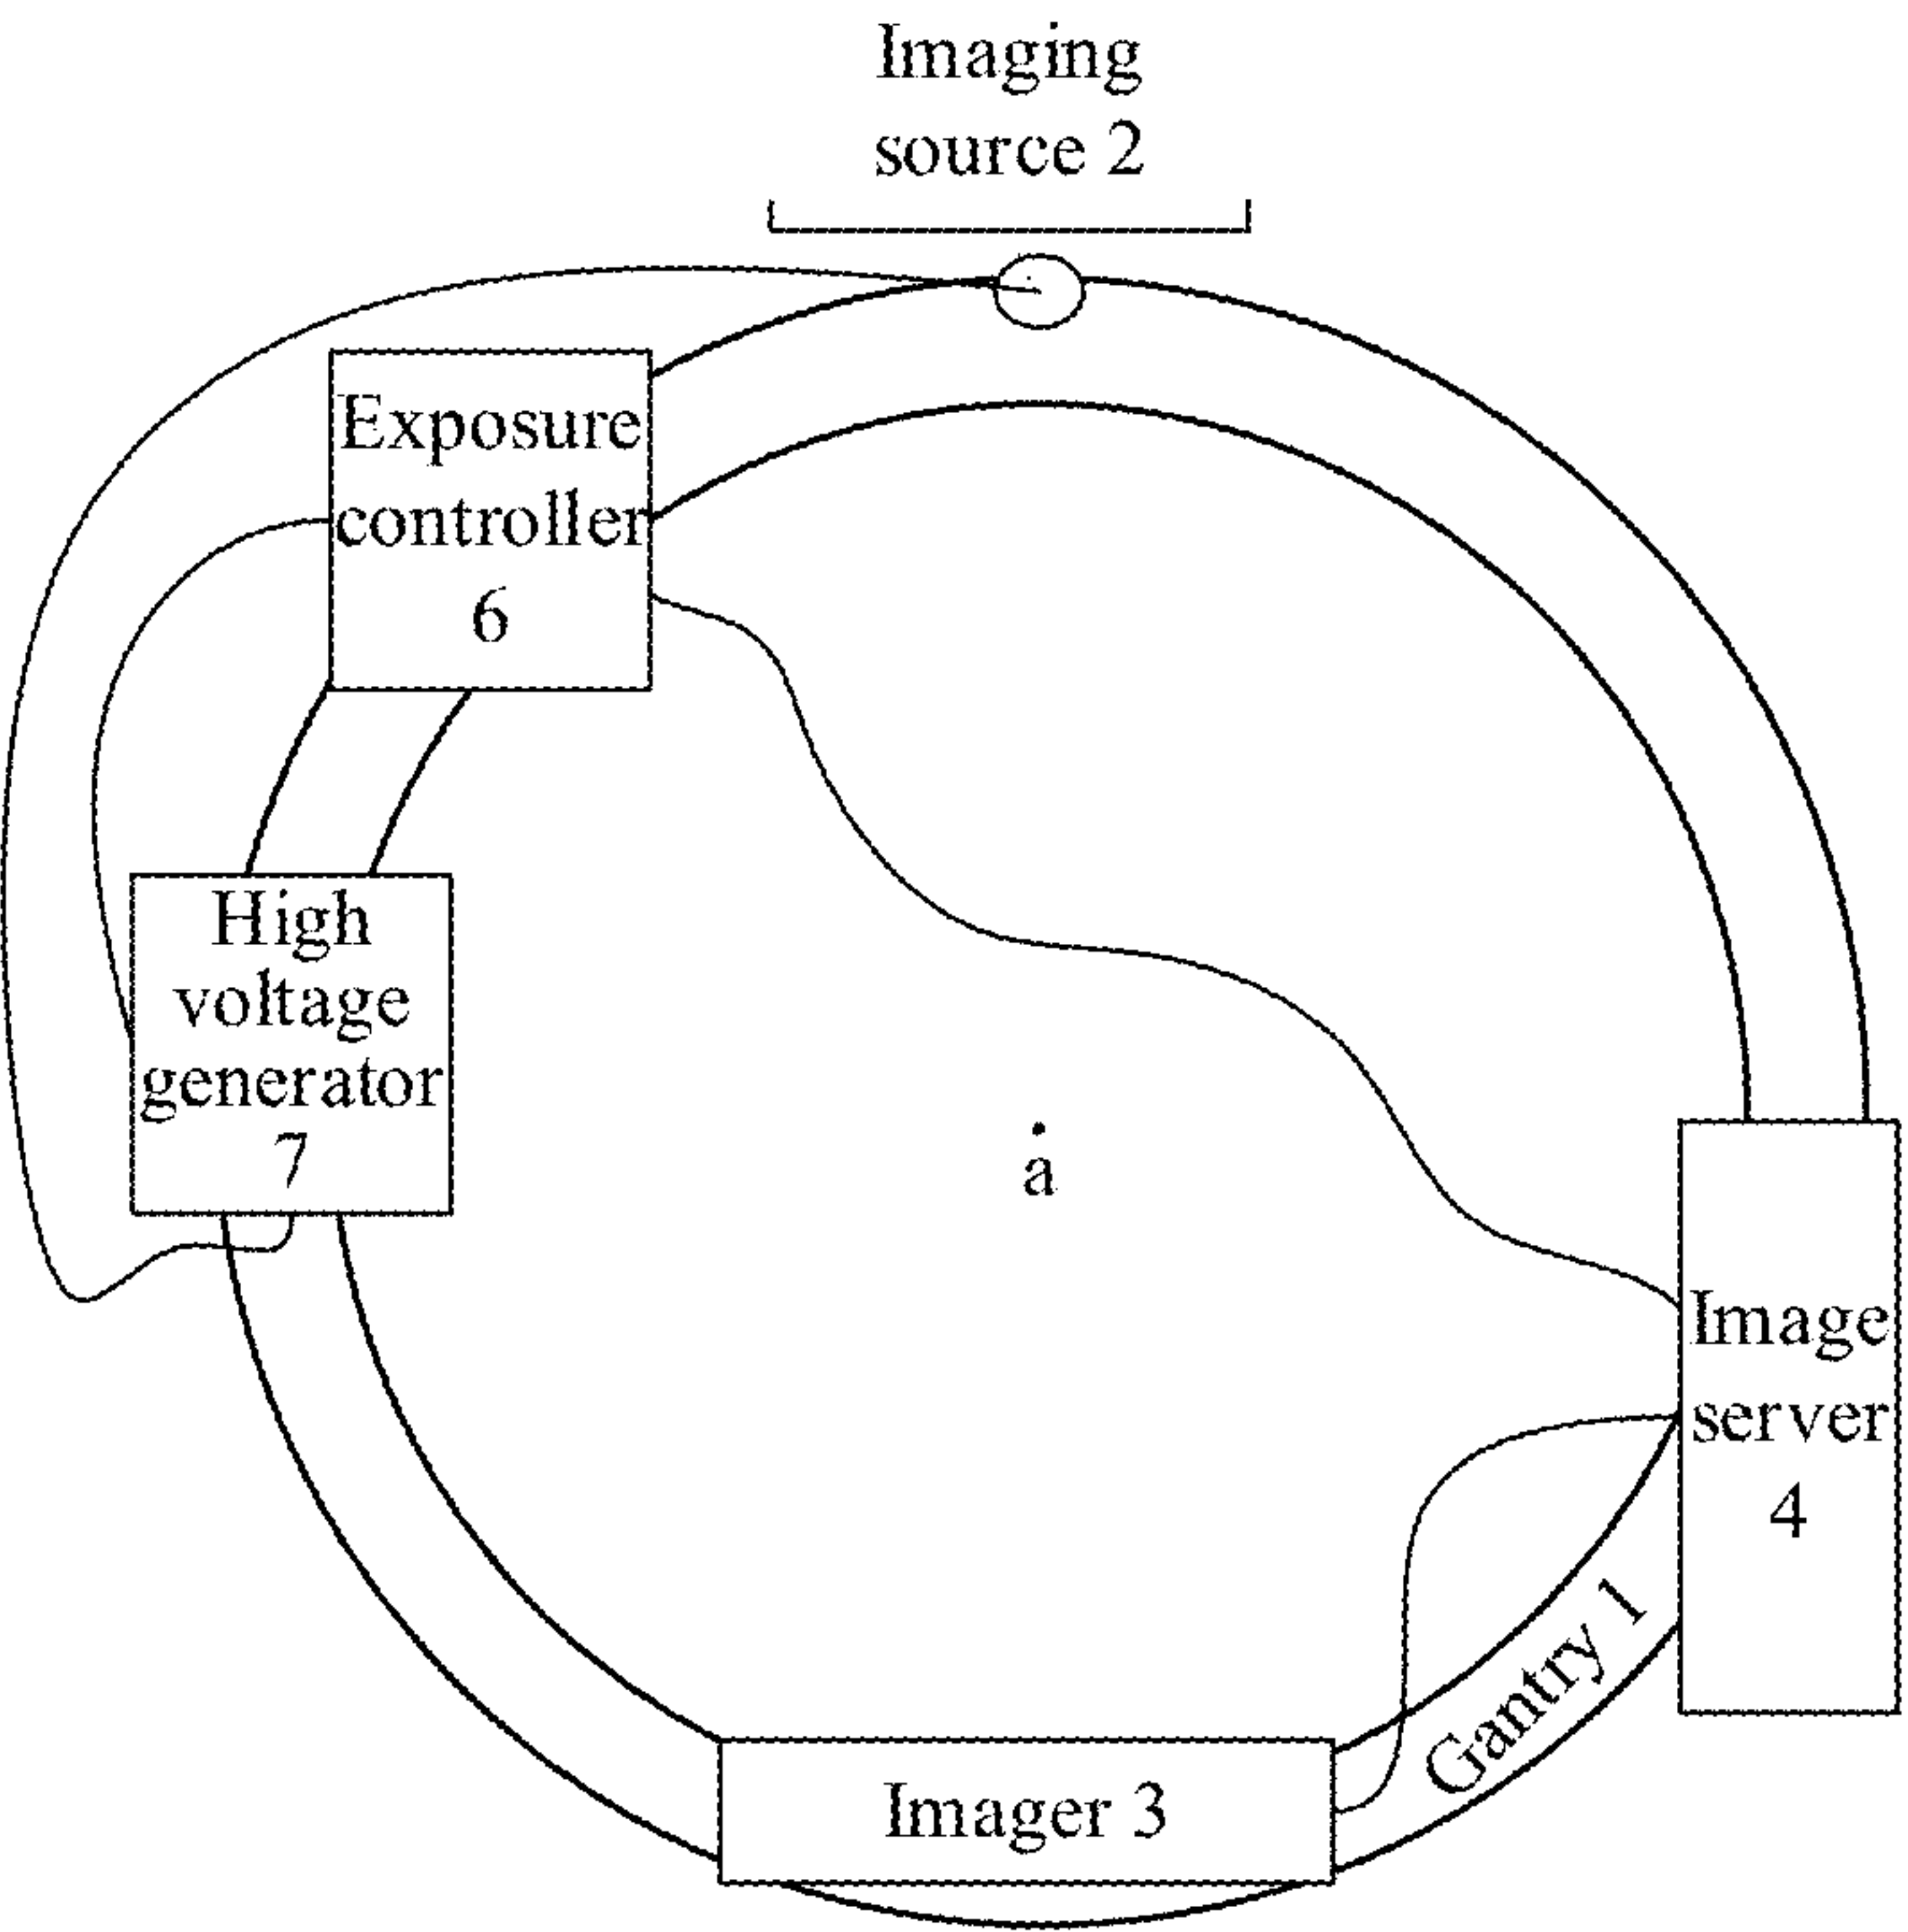 Imaging
source 2
Exposure
controller
6
High
voltage
generator
7
a
Image
server
4
Gantry 1
Imager 3